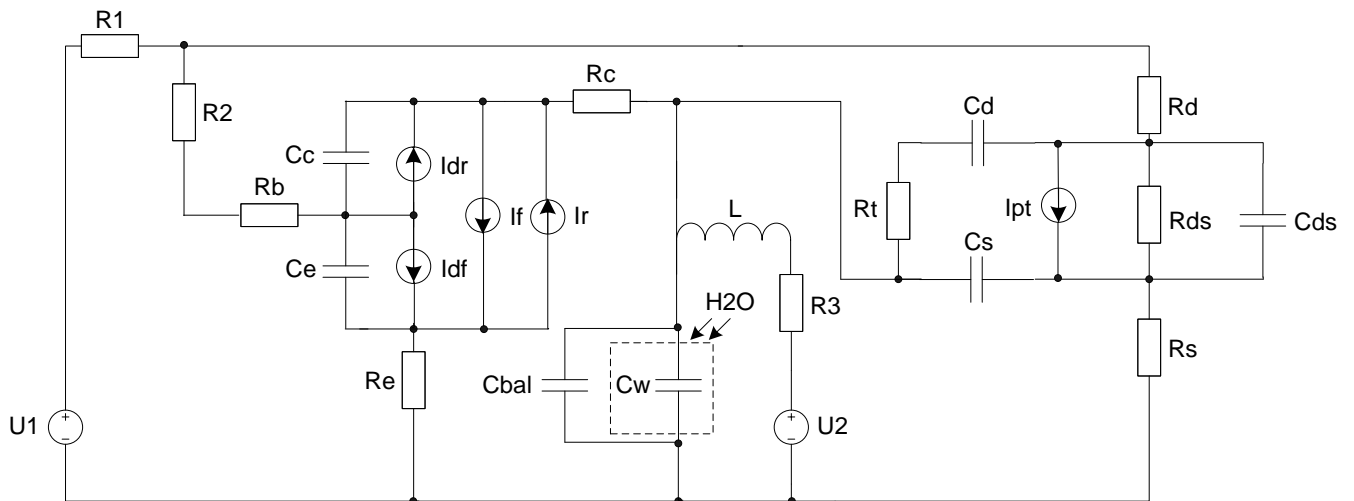 R1
R2
Rc
Rd
Cd
Cc
Idr
Rb
If
Ir
L
Rt
Ipt
Rds
Cds
Cs
Ce
Idf
H2O
R3
Rs
Re
Cbal
Cw
U1
+
−
U2
+
−